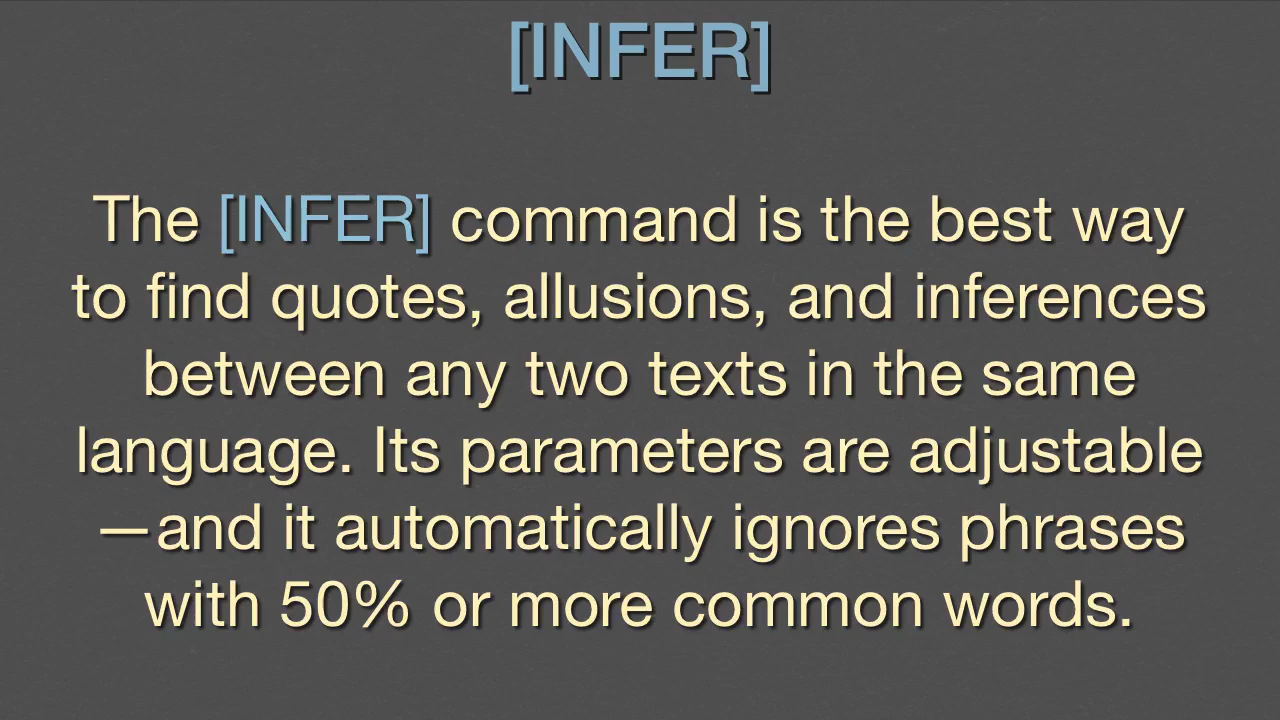 [INFER]
The [INFER] command is the best way
to find quotes, allusions, and inferences
between any two texts in the same
language. Its parameters are adjustable
—and it automatically ignores phrases
with 50% or more common words.